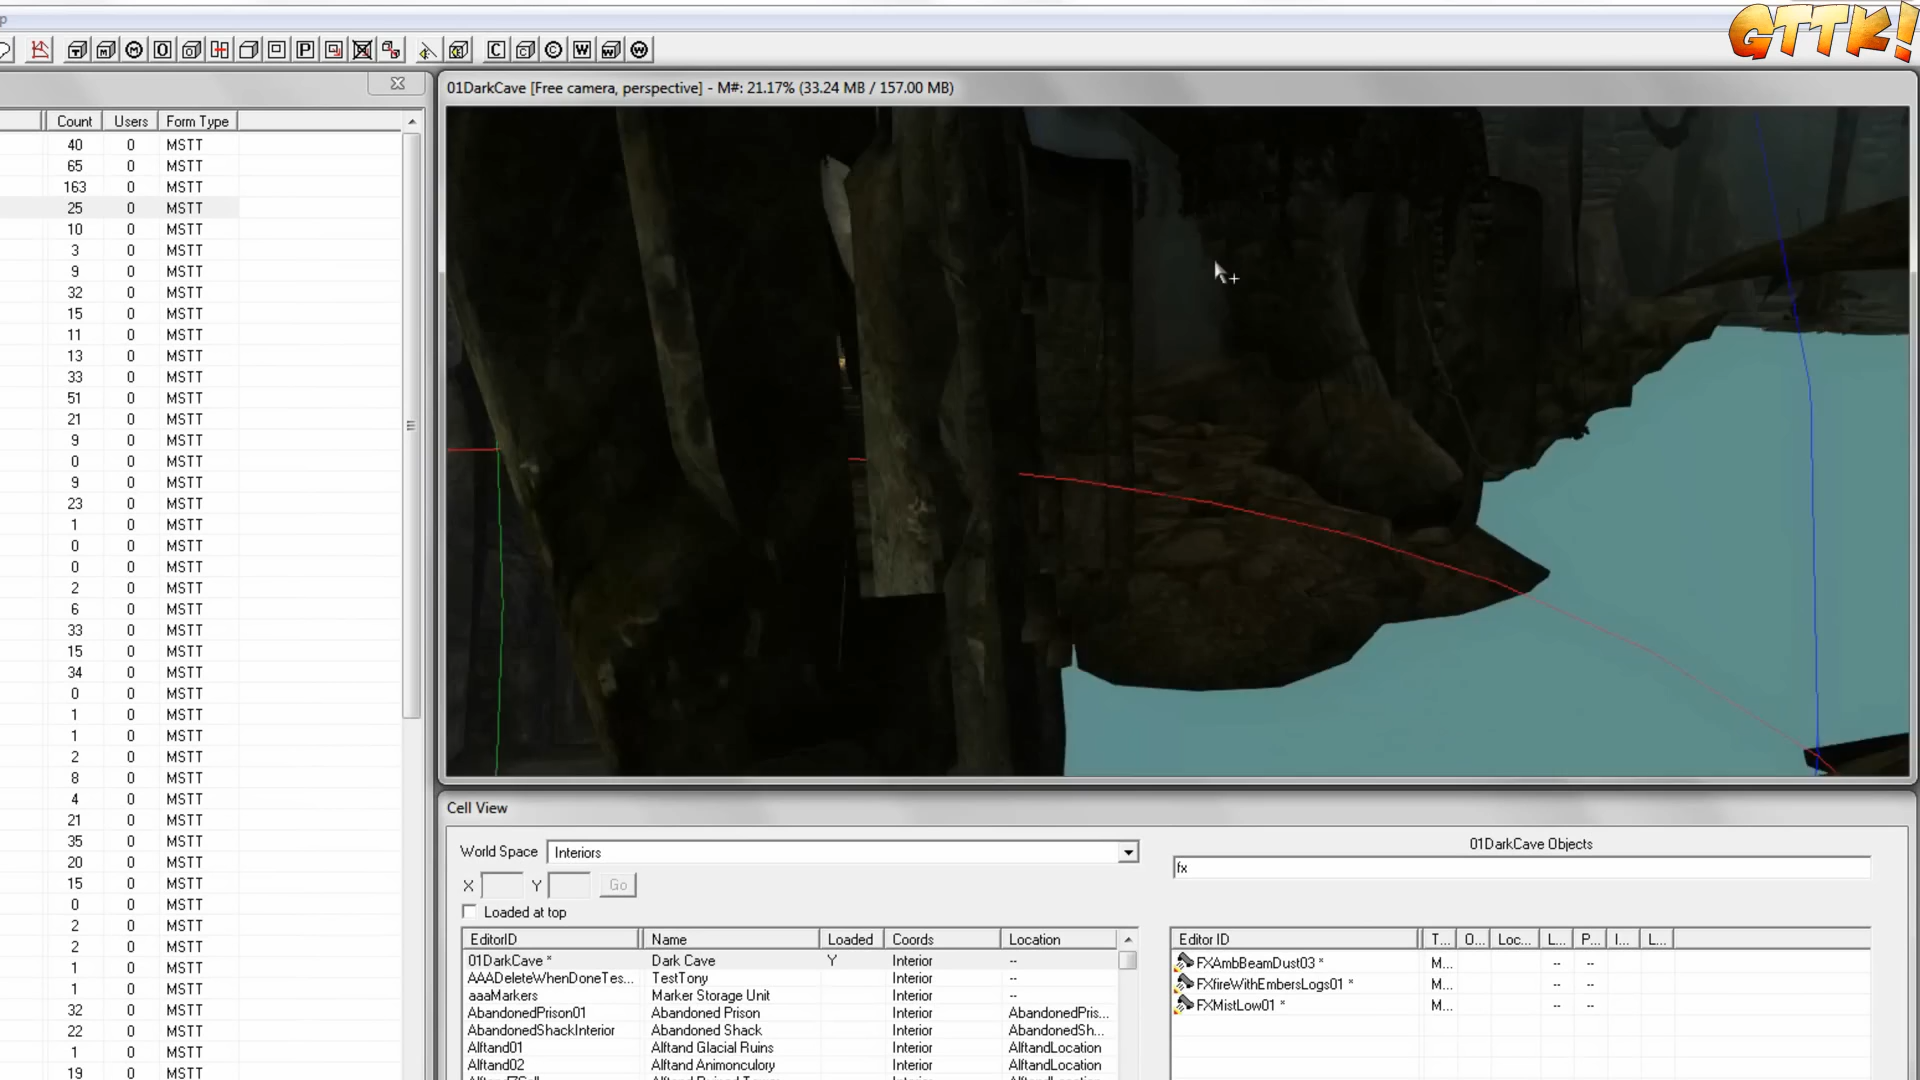 p
GTTK!
T M M O O P C C C W W W
01DarkCave [Free camera, perspective] - M#: 21.17% (33.24 MB / 157.00 MB)
Count Users Form Type
40 0 MSTT
65 0 MSTT
163 0 MSTT
25 0 MSTT
10 0 MSTT
3 0 MSTT
9 0 MSTT
32 0 MSTT
15 0 MSTT
11 0 MSTT
13 0 MSTT
33 0 MSTT
51 0 MSTT
21 0 MSTT
9 0 MSTT
0 0 MSTT
9 0 MSTT
23 0 MSTT
1 0 MSTT
0 0 MSTT
0 0 MSTT
2 0 MSTT
6 0 MSTT
33 0 MSTT
15 0 MSTT
34 0 MSTT
0 0 MSTT
1 0 MSTT
1 0 MSTT
2 0 MSTT
8 0 MSTT
4 0 MSTT
21 0 MSTT
35 0 MSTT
20 0 MSTT
15 0 MSTT
0 0 MSTT
2 0 MSTT
2 0 MSTT
1 0 MSTT
1 0 MSTT
32 0 MSTT
22 0 MSTT
1 0 MSTT
19 0 MSTT
Cell View
World Space Interiors
X Y Go
Loaded at top
EditorID Name Loaded Coords Location
01DarkCave * Dark Cave Y Interior --
AAADeleteWhenDoneTes... TestTony Interior --
aaaMarkers Marker Storage Unit Interior --
AbandonedPrison01 Abandoned Prison Interior AbandonedPris...
AbandonedShackInterior Abandoned Shack Interior AbandonedSh...
Alftand01 Alftand Glacial Ruins Interior AlftandLocation
Alftand02 Alftand Animonculory Interior AlftandLocation
01DarkCave Objects
fx
Editor ID T... O... Loc... L... P... I... L...
FXAmbBeamDust03 * M... -- --
FXfireWithEmbersLogs01 * M... -- --
FXMistLow01 * M... -- --